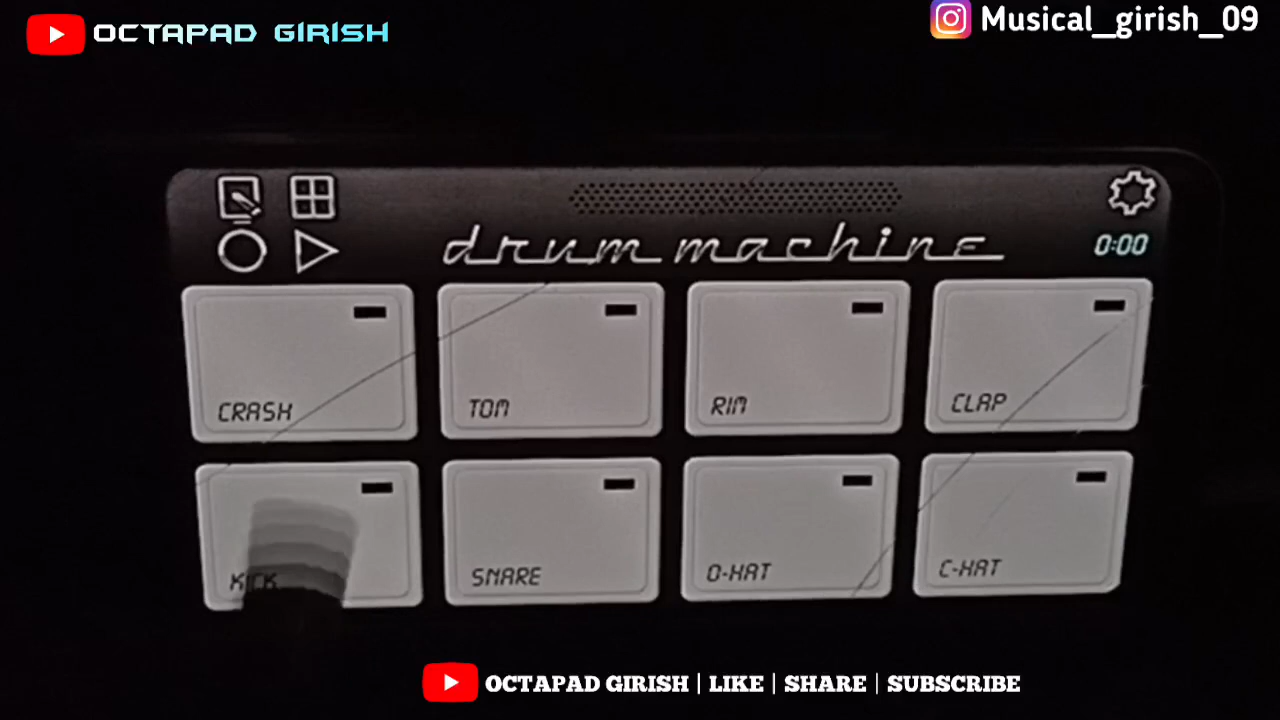 OCTAPAD GIRISH
Musical_girish_09
drum machine
0:00
CRASH
TOM
RIM
CLAP
KICK
SNARE
O-HAT
C-HAT
OCTAPAD GIRISH | LIKE | SHARE | SUBSCRIBE